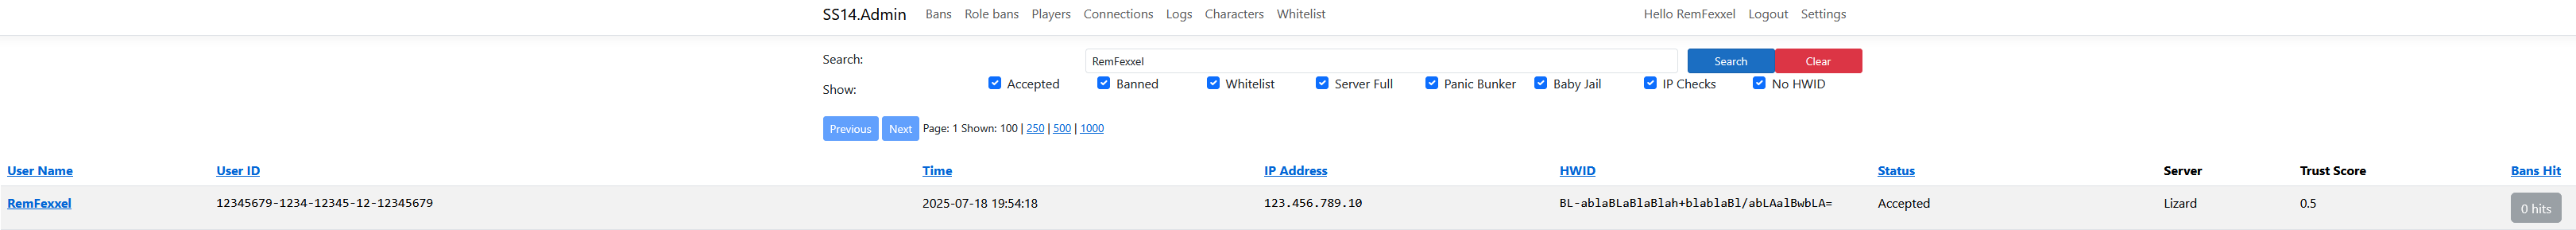 SS14.Admin Bans Role bans Players Connections Logs Characters Whitelist Hello RemFexxel Logout Settings
Search: RemFexxel Search Clear
Show: Accepted Banned Whitelist Server Full Panic Bunker Baby Jail IP Checks No HWID
Previous Next Page: 1 Shown: 100 | 250 | 500 | 1000
User Name User ID Time IP Address HWID Status Server Trust Score Bans Hit
RemFexxel 12345679-1234-12345-12-12345679 2025-07-18 19:54:18 123.456.789.10 BL-ablaBLaBlaBlah+blablaBl/abLAalBwbLA= Accepted Lizard 0.5 0 hits